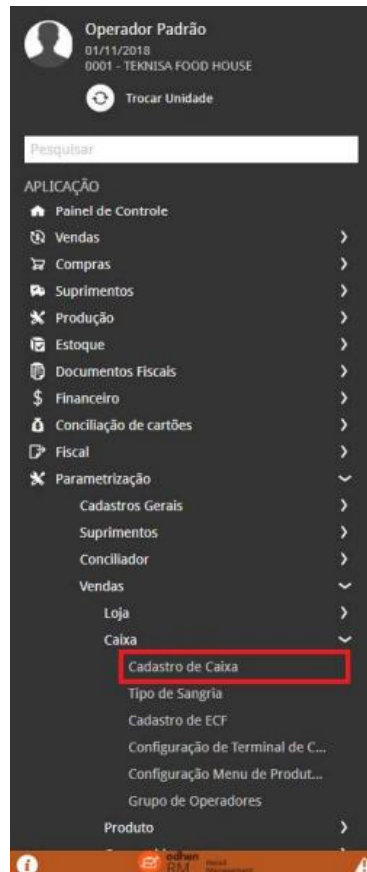 Operador Padrão
01/11/2018
0001 - TEKNISA FOOD HOUSE
Trocar Unidade
Pesquisar
APLICAÇÃO
Painel de Controle
Vendas
Compras
Suprimentos
Produção
Estoque
Documentos Fiscais
$ Financeiro
Conciliação de cartões
Fiscal
Parametrização
Cadastros Gerais
Suprimentos
Conciliador
Vendas
Loja
Caixa
Cadastro de Caixa
Tipo de Sangria
Cadastro de ECF
Configuração de Terminal de C...
Configuração Menu de Produt...
Grupo de Operadores
Produto
odhen
RM